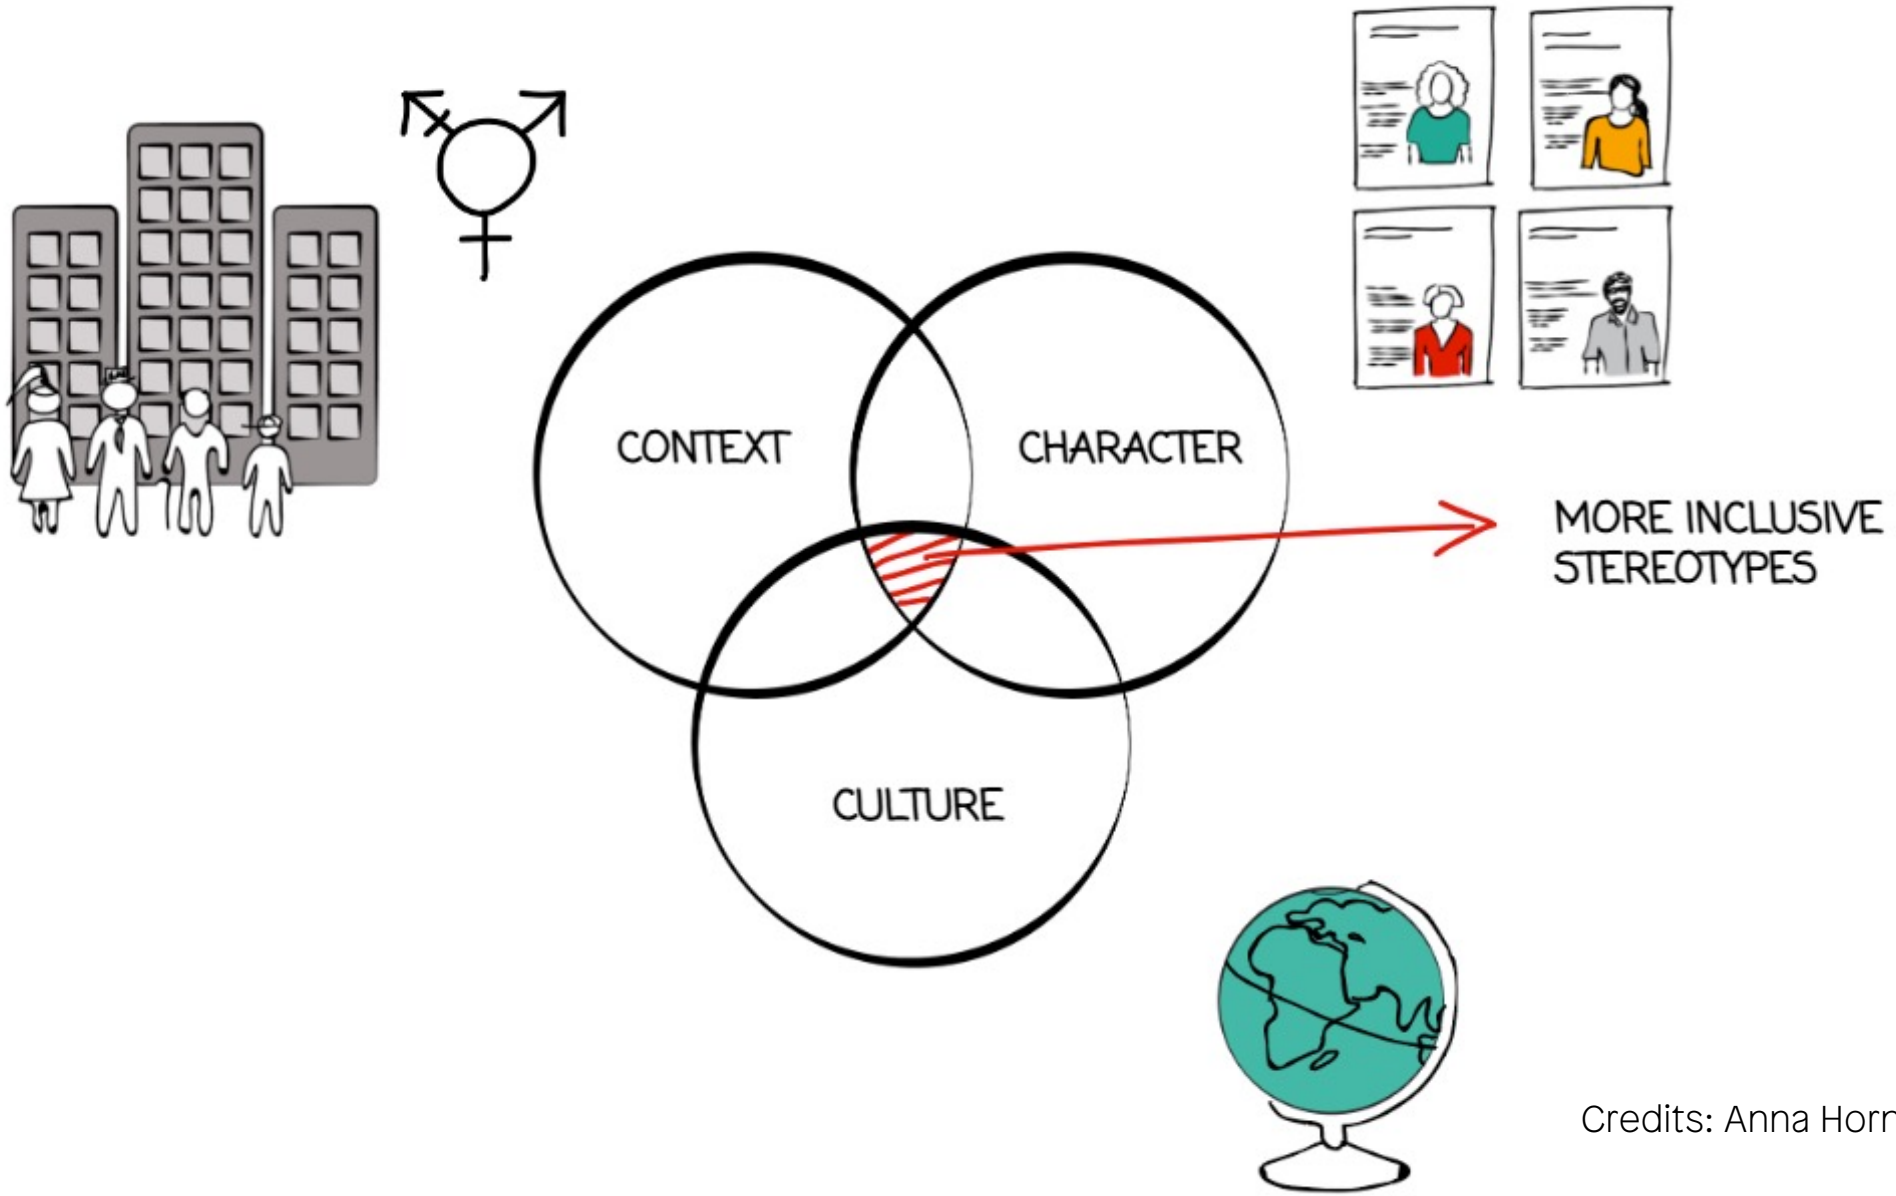 CONTEXT
CHARACTER
MORE INCLUSIVE
STEREOTYPES
CULTURE
Credits: Anna Horn